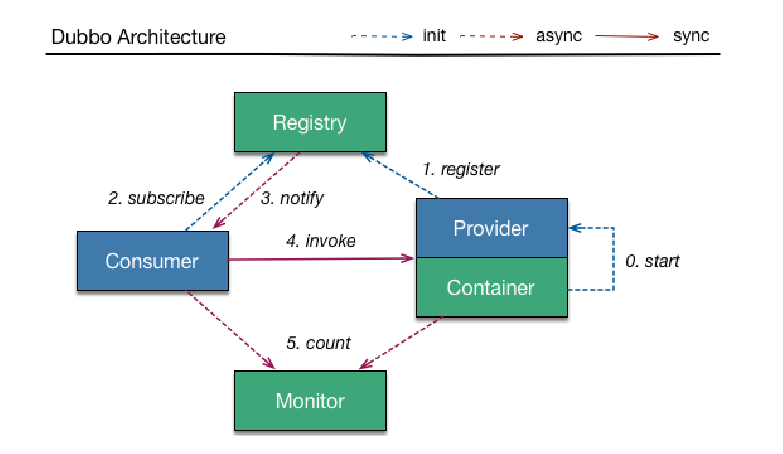 Dubbo Architecture
init
async
sync
Registry
1. register
2. subscribe
3. notify
Provider
4. invoke
Consumer
0. start
Container
5. count
Monitor